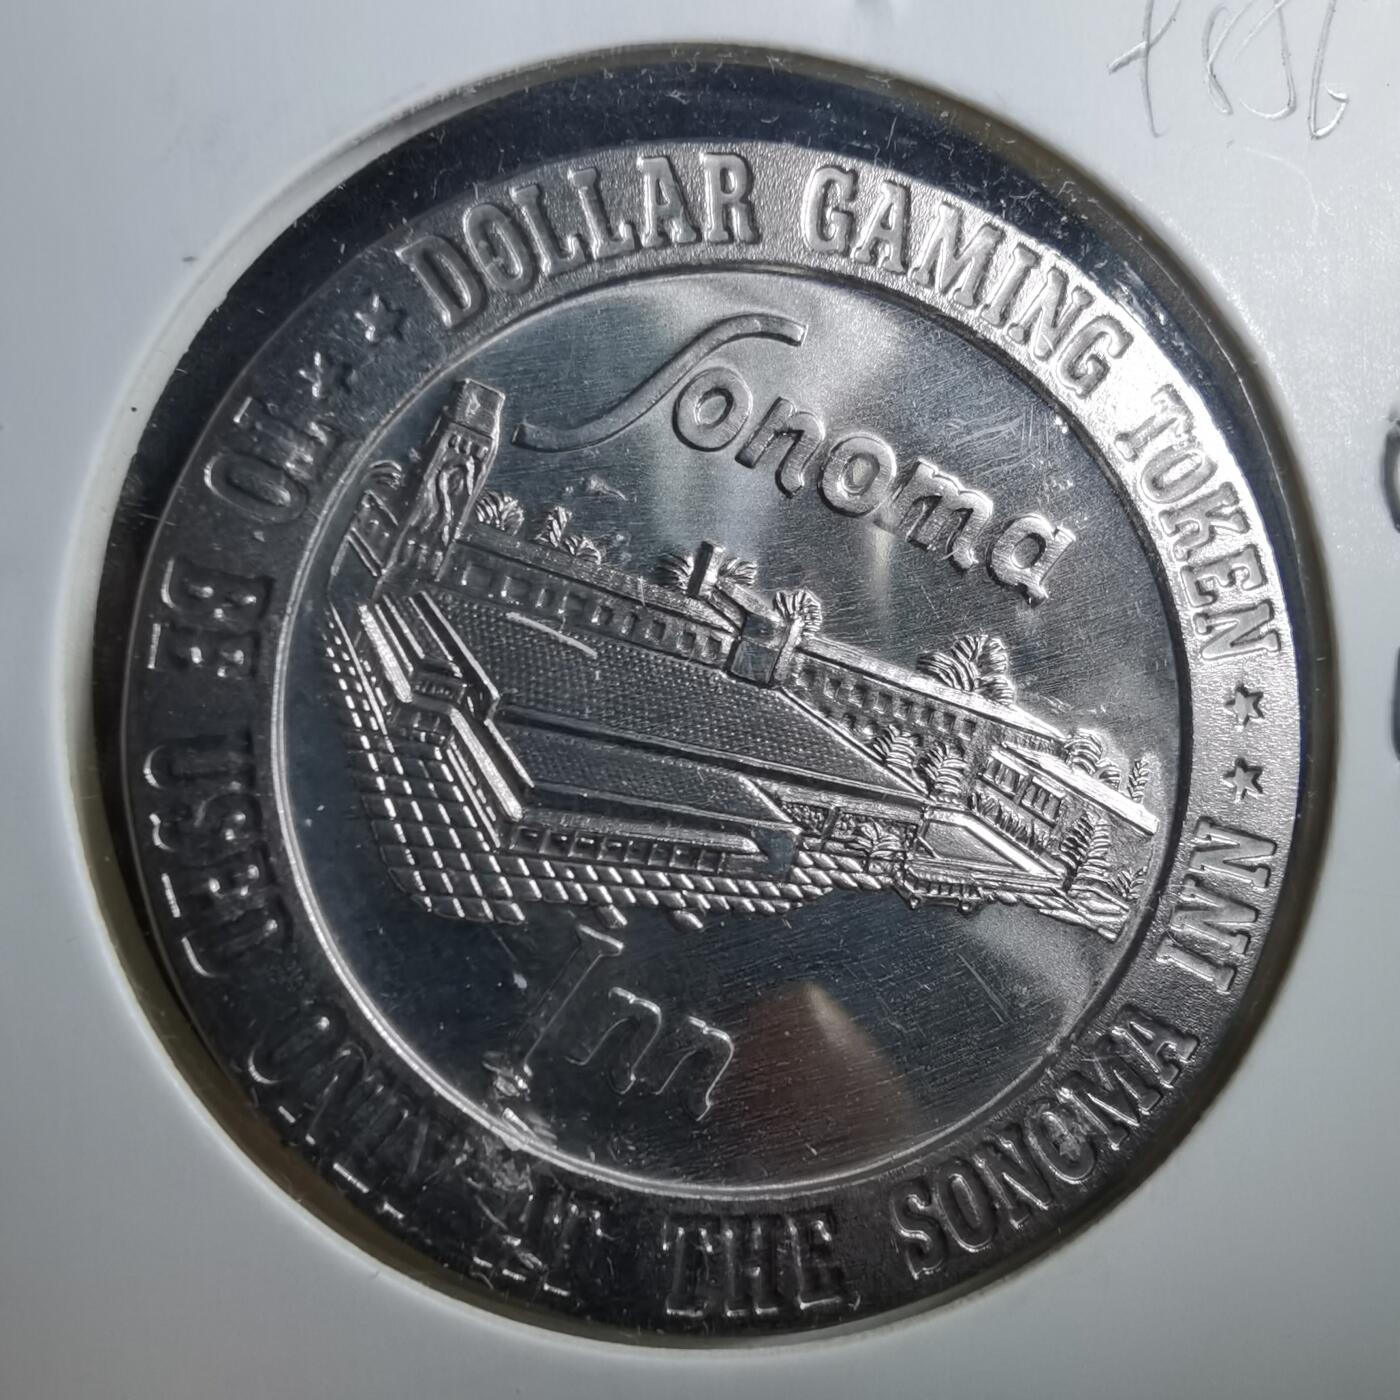 DOLLAR GAMING TOKEN
TO BE USED ONLY AT THE SONOMA INN
Sonoma
Inn